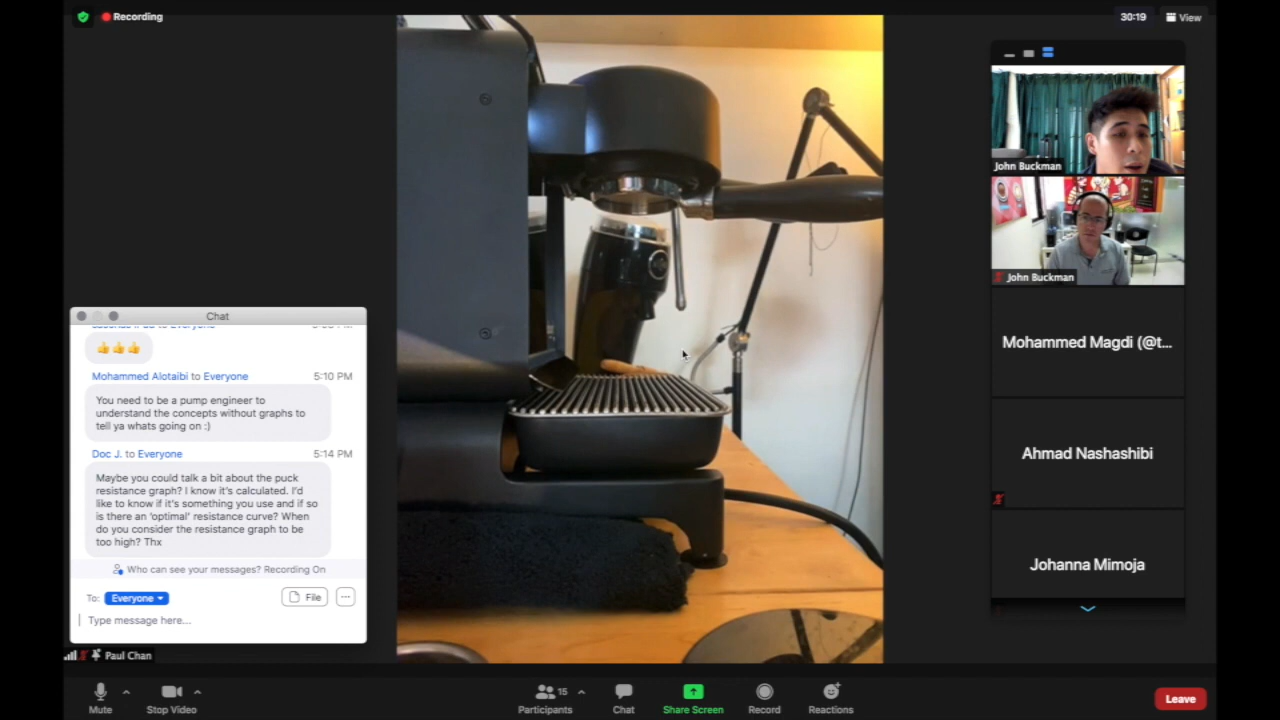 Recording
30:19
View
Chat
👍👍👍
Mohammed Alotaibi to Everyone
5:10 PM
You need to be a pump engineer to
understand the concepts without graphs to
tell ya whats going on :)
Doc J. to Everyone
5:14 PM
Maybe you could talk a bit about the puck
resistance graph? I know it's calculated. I'd
like to know if it's something you use and if so
is there an 'optimal' resistance curve? When
do you consider the resistance graph to be
too high? Thx
Who can see your messages? Recording On
To: Everyone
File
Type message here...
Paul Chan
John Buckman
John Buckman
Mohammed Magdi (@t...
Ahmad Nashashibi
Johanna Mimoja
Mute
Stop Video
Participants
15
Chat
Share Screen
Record
Reactions
Leave